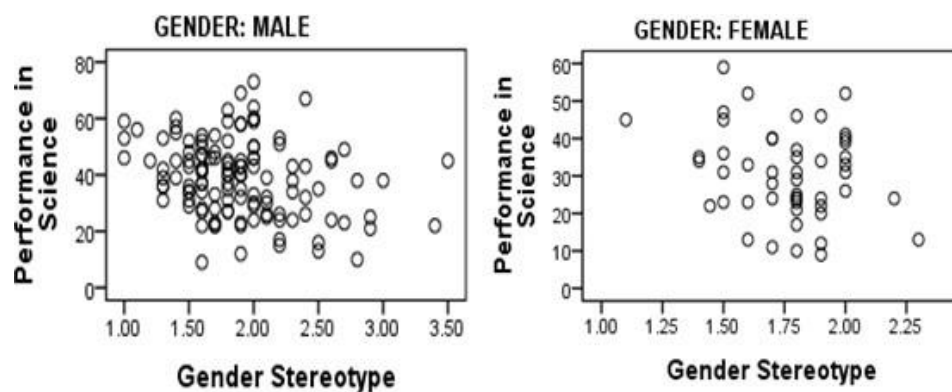 GENDER: MALE
Performance in
Science
80
60
40
20
0
1.00 1.50 2.00 2.50 3.00 3.50
Gender Stereotype
GENDER: FEMALE
Performance in
Science
60
50
40
30
20
10
0
1.00 1.25 1.50 1.75 2.00 2.25
Gender Stereotype